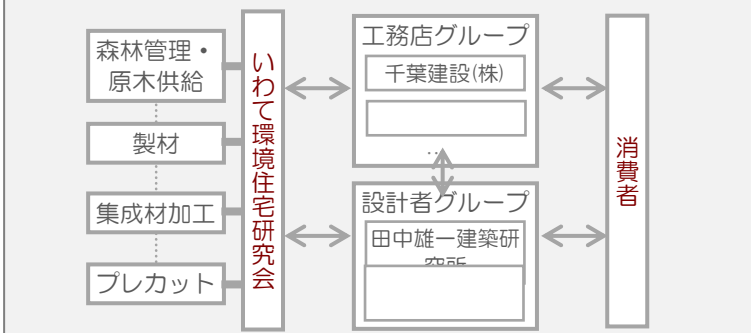 森林管理・
原木供給
製材
集成材加工
プレカット
いわて環境住宅研究会
工務店グループ
千葉建設(株)
…
設計者グループ
田中雄一建築研
究所
消費者